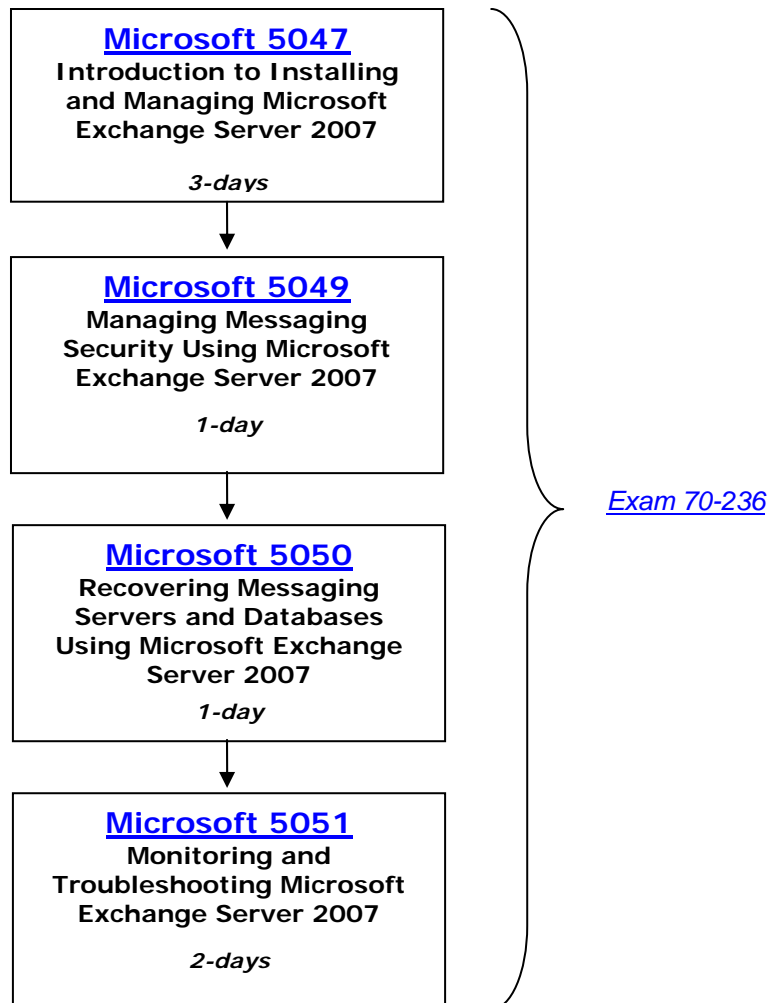 Microsoft 5047
Introduction to Installing
and Managing Microsoft
Exchange Server 2007
3-days
Microsoft 5049
Managing Messaging
Security Using Microsoft
Exchange Server 2007
1-day
Exam 70-236
Microsoft 5050
Recovering Messaging
Servers and Databases
Using Microsoft Exchange
Server 2007
1-day
Microsoft 5051
Monitoring and
Troubleshooting Microsoft
Exchange Server 2007
2-days